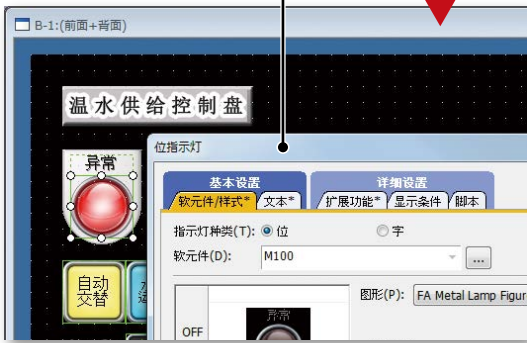 B-1:(前面+背面)
温水供给控制盘
异常
位指示灯
基本设置
详细设置
软元件/样式*
文本*
扩展功能*
显示条件
脚本
指示灯种类(T):
位
字
软元件(D):
M100
...
自动
交替
图形(P):
FA Metal Lamp Figur
异常
OFF